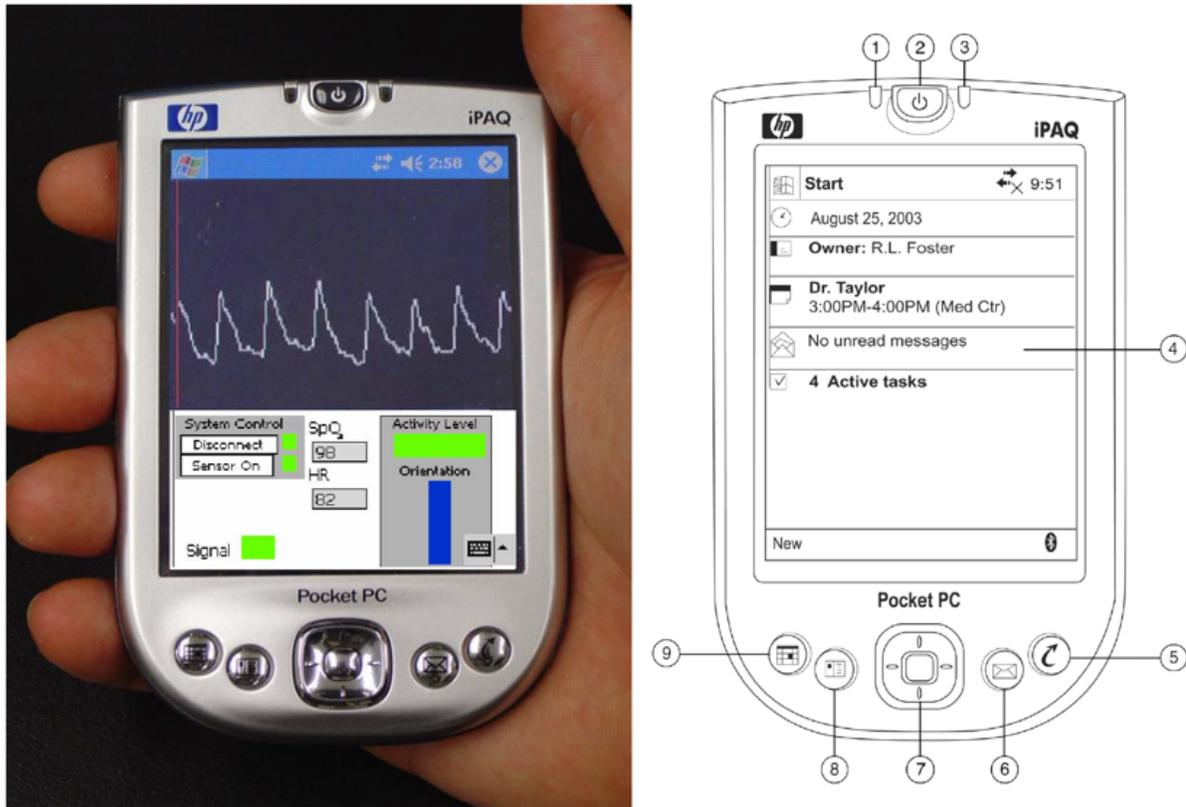 hp
iPAQ
2:58
System Control
Disconnect
Sensor On
SpO2
98
HR
82
Activity Level
Orientation
Signal
Pocket PC
1
2
3
hp
iPAQ
Start 9:51
August 25, 2003
Owner: R.L. Foster
Dr. Taylor
3:00PM-4:00PM (Med Ctr)
No unread messages
4
4 Active tasks
New
Pocket PC
9
5
8
7
6